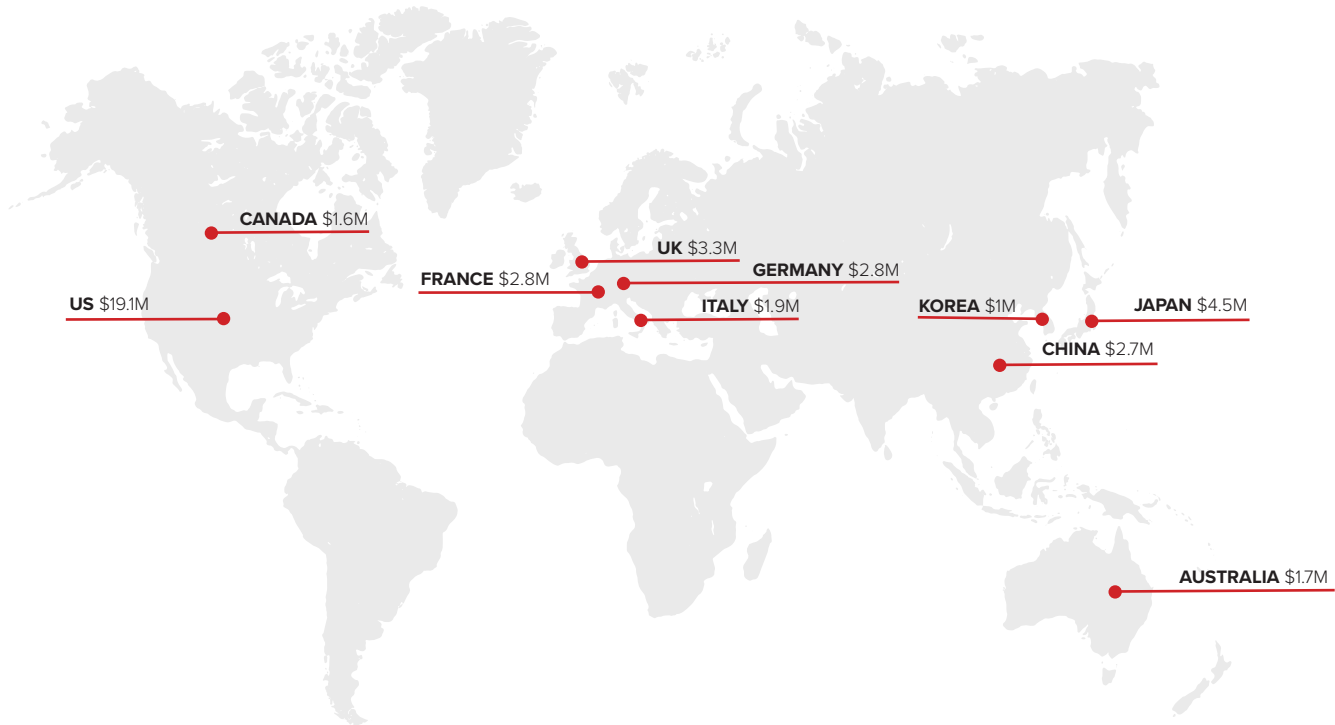 CANADA $1.6M
UK $3.3M
GERMANY $2.8M
FRANCE $2.8M
US $19.1M
ITALY $1.9M
KOREA $1M
JAPAN $4.5M
CHINA $2.7M
AUSTRALIA $1.7M